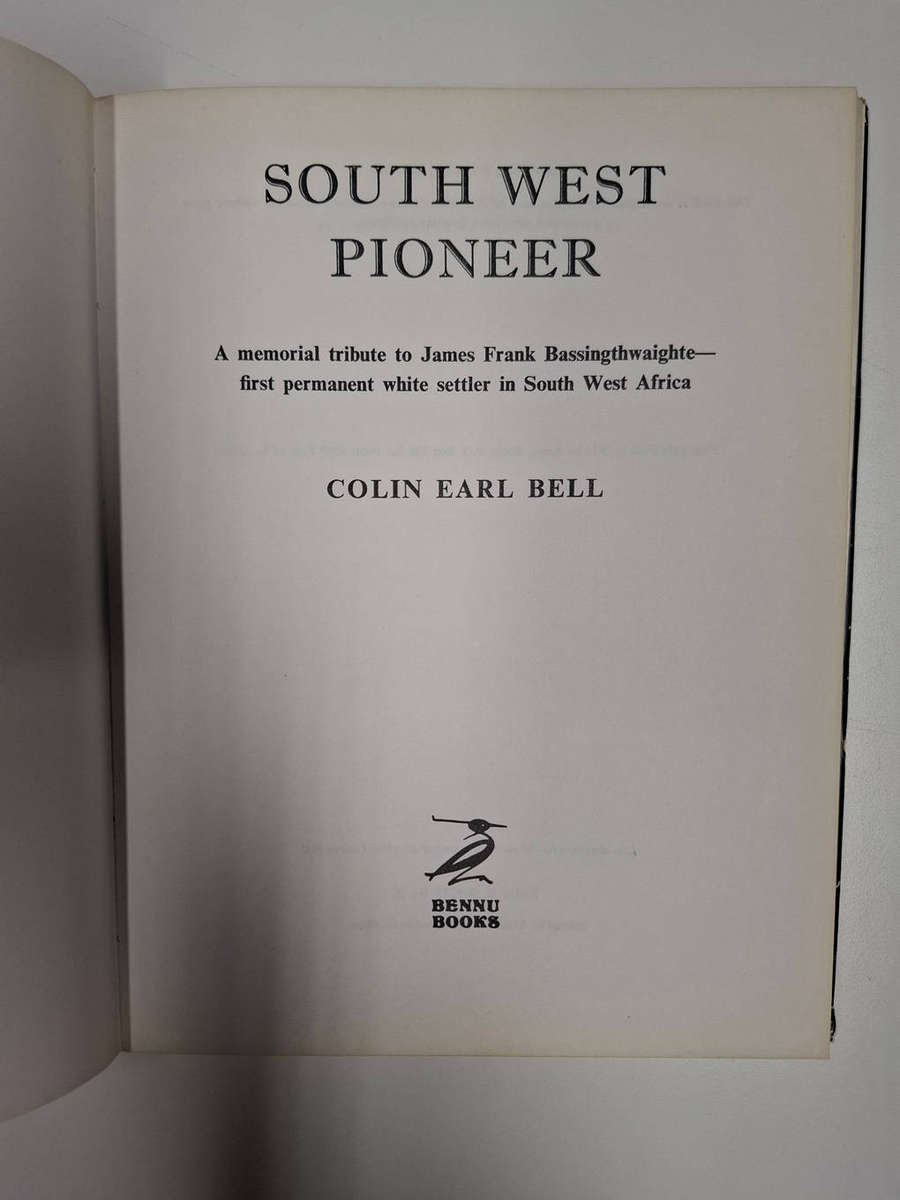 SOUTH WEST
PIONEER
A memorial tribute to James Frank Bassingthwaighte—
first permanent white settler in South West Africa
COLIN EARL BELL
BENNU
BOOKS